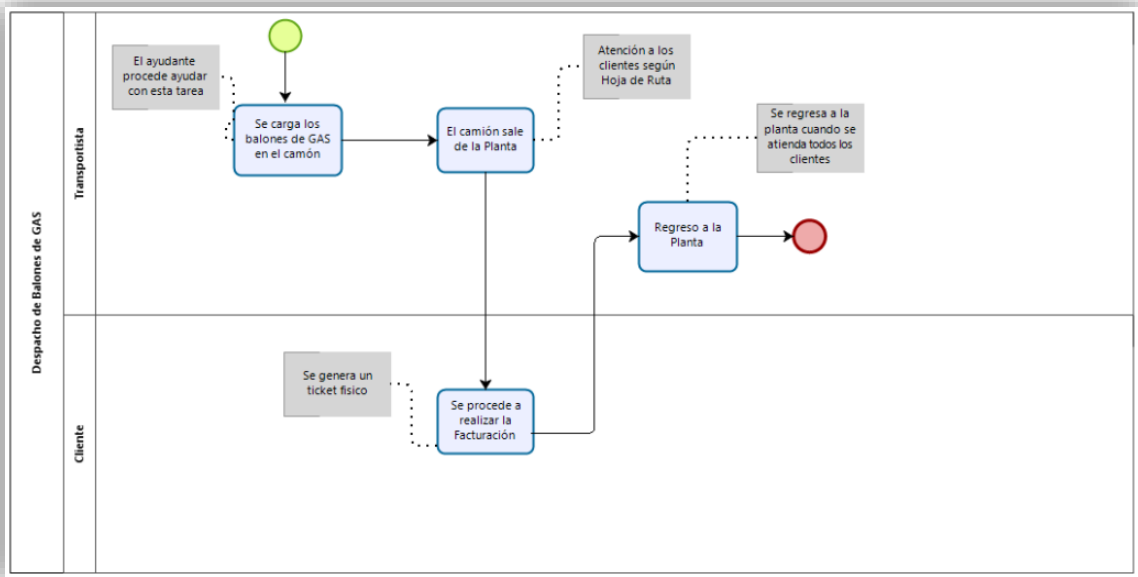 Despacho de Balones de GAS
Transportista
El ayudante
procede ayudar
con esta tarea
Se carga los
balones de GAS
en el camón
El camión sale
de la Planta
Atención a los
clientes según
Hoja de Ruta
Se regresa a la
planta cuando se
atienda todos los
clientes
Regreso a la
Planta
Cliente
Se genera un
ticket fisico
Se procede a
realizar la
Facturación